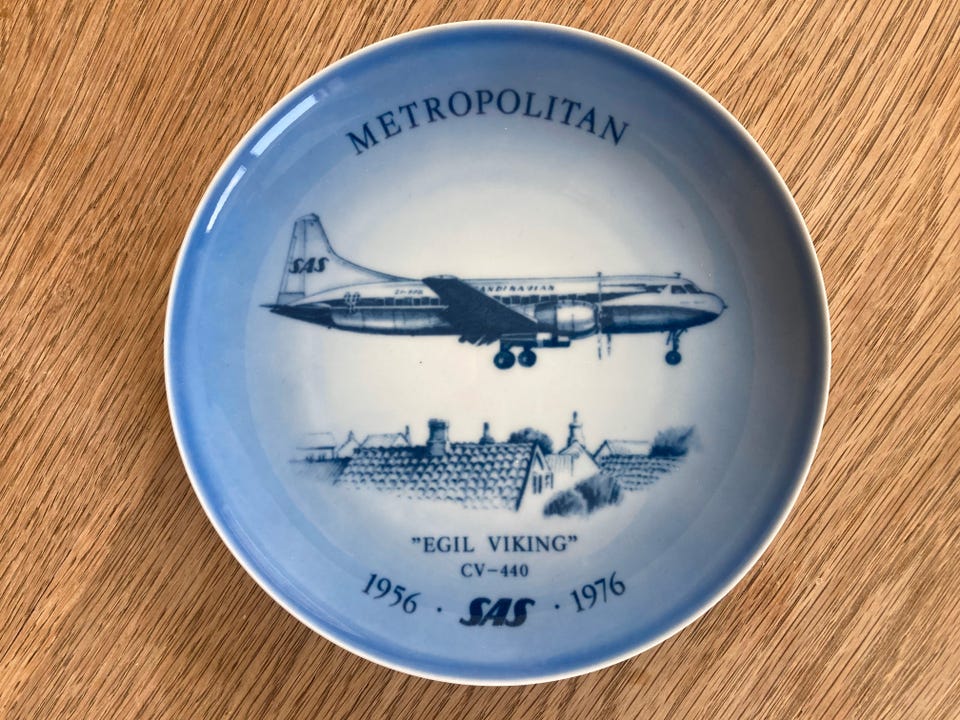 METROPOLITAN
SAS
SCANDINAVIAN
"EGIL VIKING"
CV-440
1956 · SAS · 1976